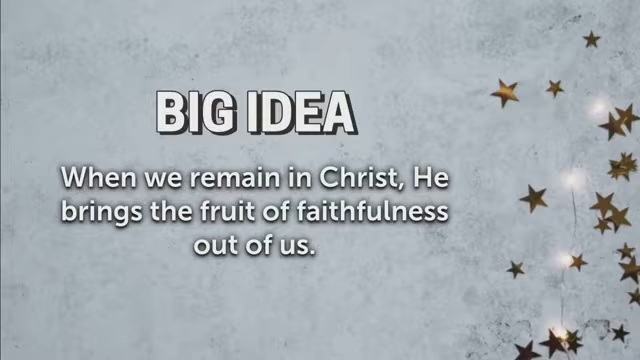 BIG IDEA
When we remain in Christ, He
brings the fruit of faithfulness
out of us.